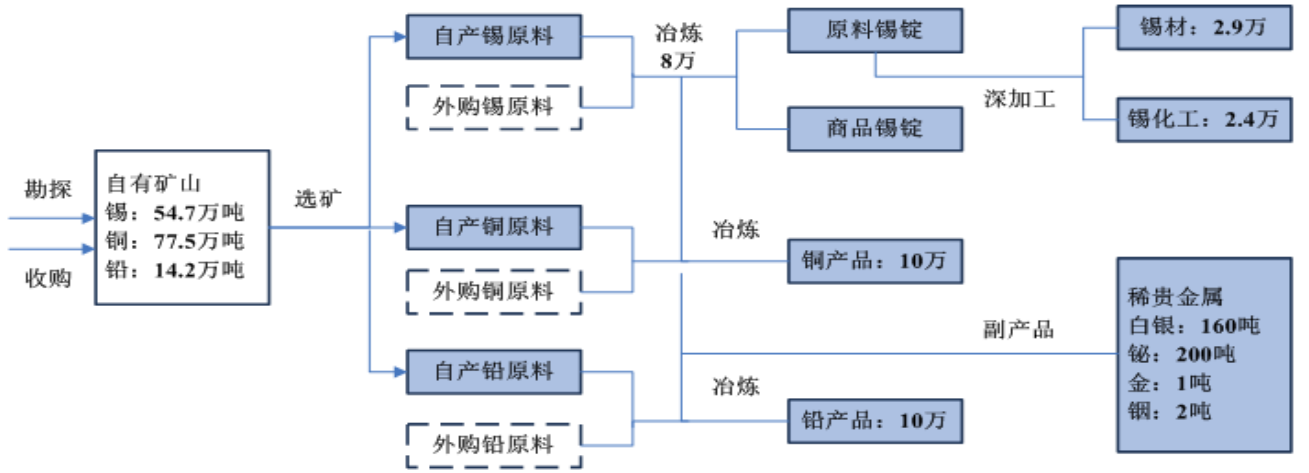 勘探
收购
自有矿山
锡：54.7万吨
铜：77.5万吨
铅：14.2万吨
选矿
自产锡原料
外购锡原料
自产铜原料
外购铜原料
自产铅原料
外购铅原料
冶炼
8万
原料锡锭
商品锡锭
深加工
锡材：2.9万
锡化工：2.4万
冶炼
铜产品：10万
副产品
冶炼
铅产品：10万
稀贵金属
白银：160吨
铋：200吨
金：1吨
铟：2吨